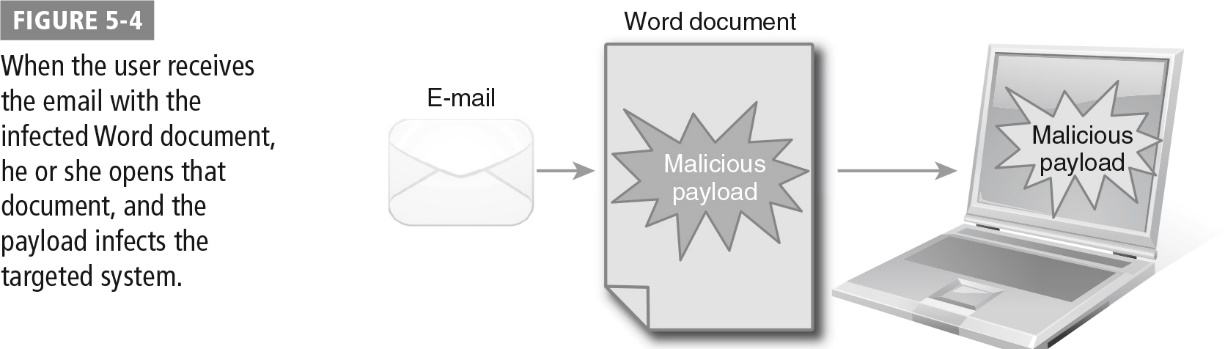 FIGURE 5-4
When the user receives
the email with the
infected Word document,
he or she opens that
document, and the
payload infects the
targeted system.
E-mail
Word document
Malicious
payload
Malicious
payload